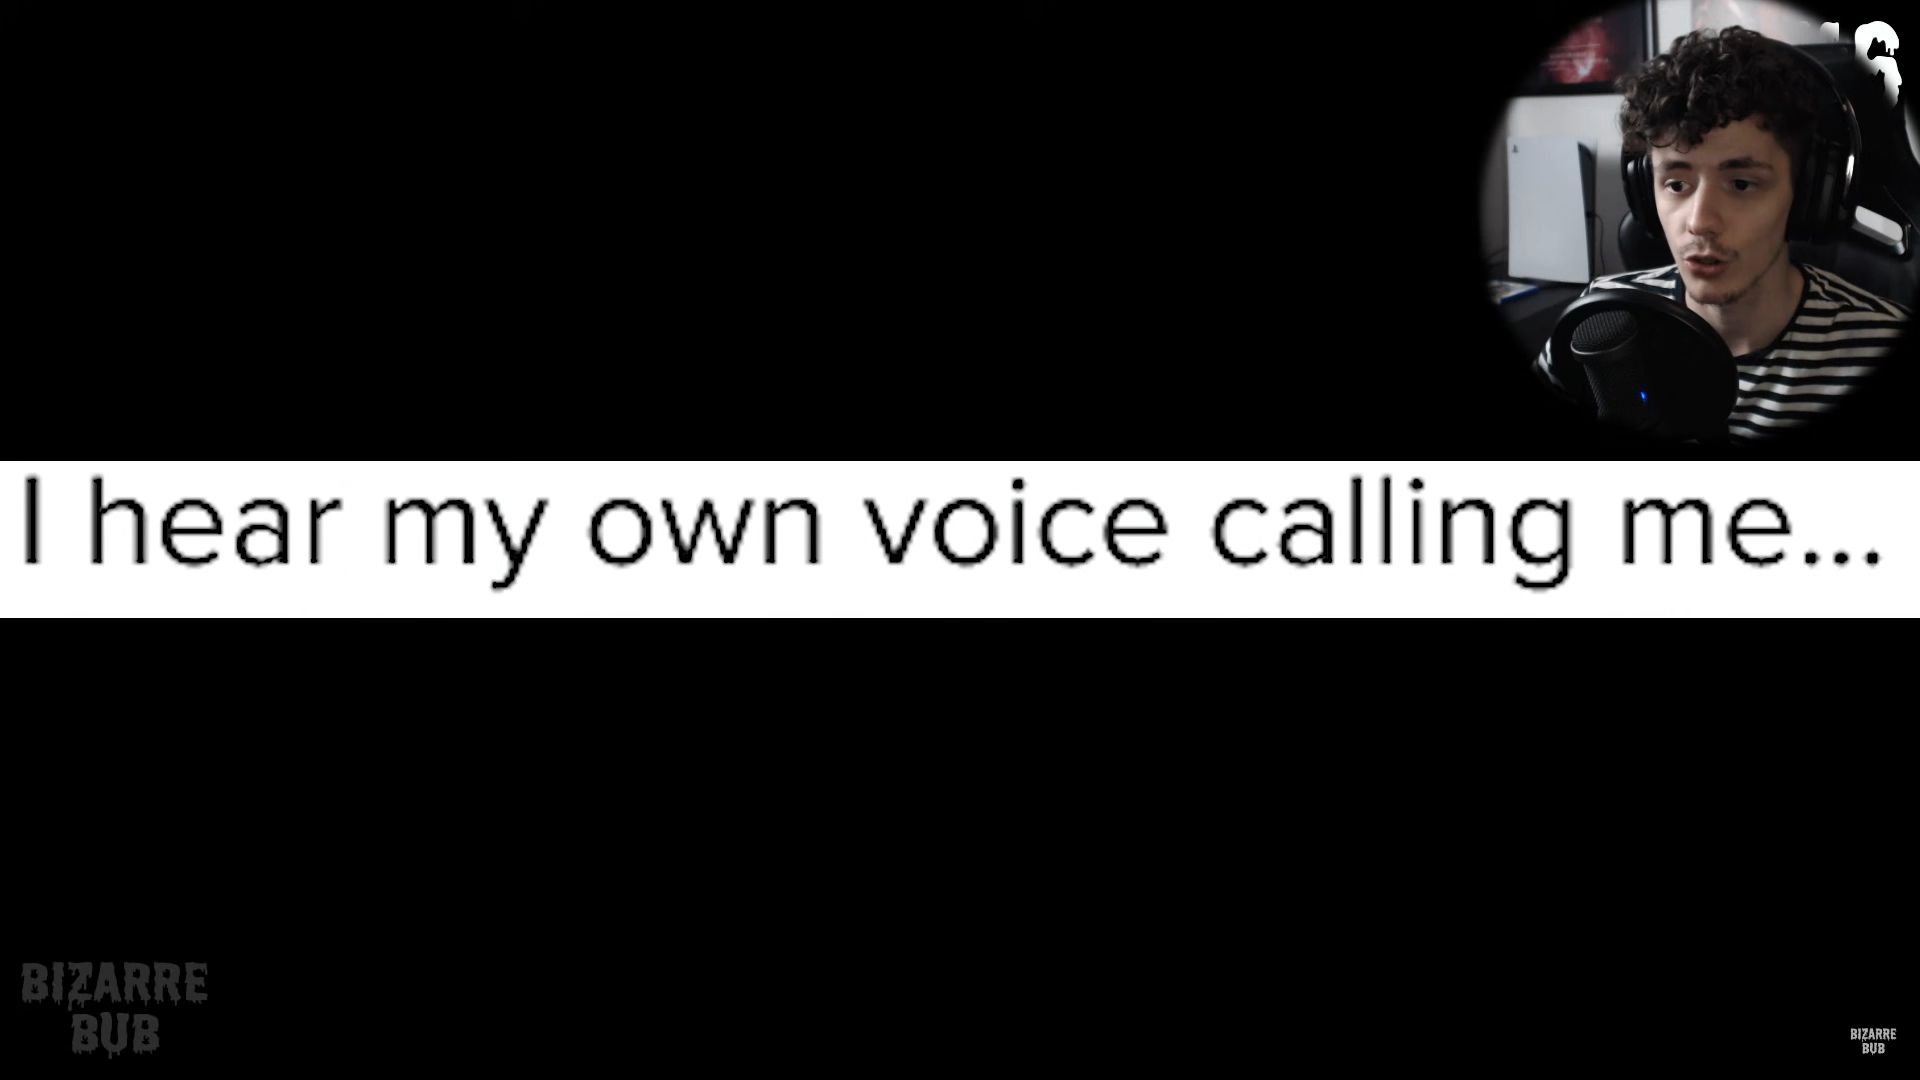 I hear my own voice calling me...
BIZARRE
BUB
BIZARRE
BUB